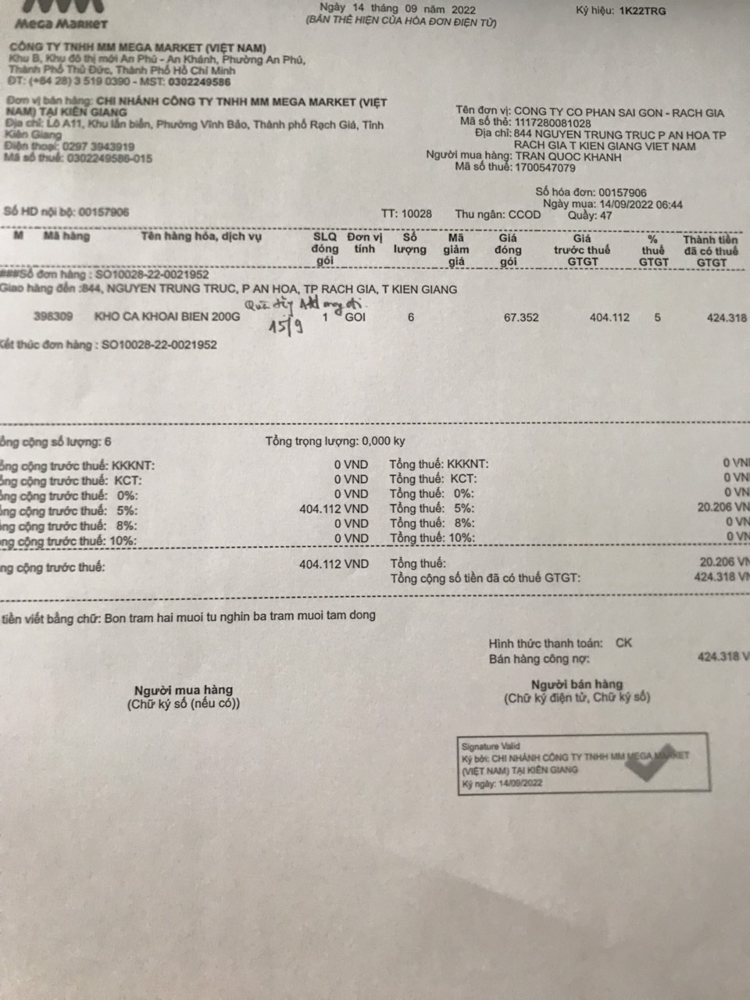 MEGA MARKET
Ngày 14 tháng 09 năm 2022
(BẢN THỂ HIỆN CỦA HÓA ĐƠN ĐIỆN TỬ)
Ký hiệu: 1K22TRG
CÔNG TY TNHH MM MEGA MARKET (VIỆT NAM)
Khu B, Khu đô thị mới An Phú - An Khánh, Phường An Phú,
Thành Phố Thủ Đức, Thành Phố Hồ Chí Minh
ĐT: (+84 28) 3 519 0390 - MST: 0302249586
Đơn vị bán hàng: CHI NHÁNH CÔNG TY TNHH MM MEGA MARKET (VIỆT
NAM) TẠI KIÊN GIANG
Địa chỉ: Lô A11, Khu lấn biển, Phường Vĩnh Bảo, Thành phố Rạch Giá, Tỉnh
Kiên Giang
Điện thoại: 0297 3943919
Mã số thuế: 0302249586-015
Tên đơn vị: CONG TY CO PHAN SAI GON - RACH GIA
Mã số thẻ: 1117280081028
Địa chỉ: 844 NGUYEN TRUNG TRUC P AN HOA TP
RACH GIA T KIEN GIANG VIET NAM
Người mua hàng: TRAN QUOC KHANH
Mã số thuế: 1700547079
Số hóa đơn: 00157906
Ngày mua: 14/09/2022 06:44
Số HD nội bộ: 00157906 TT: 10028 Thu ngân: CCOD Quầy: 47
M Mã hàng Tên hàng hóa, dịch vụ SLQ đóng gói Đơn vị tính Số lượng Mã giảm giá Giá đóng gói Giá trước thuế GTGT % thuế GTGT Thành tiền đã có thuế GTGT
###Số đơn hàng : SO10028-22-0021952
Giao hàng đến :844, NGUYEN TRUNG TRUC, P AN HOA, TP RACH GIA, T KIEN GIANG
398309 KHO CA KHOAI BIEN 200G 1 GOI 6 67.352 404.112 5 424.318
15/9
Kết thúc đơn hàng : SO10028-22-0021952
ổng cộng số lượng: 6 Tổng trọng lượng: 0,000 ky
ổng cộng trước thuế: KKKNT: 0 VND Tổng thuế: KKKNT: 0 VN
ổng cộng trước thuế: KCT: 0 VND Tổng thuế: KCT: 0 VN
ổng cộng trước thuế: 0%: 0 VND Tổng thuế: 0%: 0 VN
ổng cộng trước thuế: 5%: 404.112 VND Tổng thuế: 5%: 20.206 VN
ổng cộng trước thuế: 8%: 0 VND Tổng thuế: 8%: 0 VN
ng cộng trước thuế: 10%: 0 VND Tổng thuế: 10%: 0 VN
ng cộng trước thuế: 404.112 VND Tổng thuế: 20.206 VN
Tổng cộng số tiền đã có thuế GTGT: 424.318 VN
tiền viết bằng chữ: Bon tram hai muoi tu nghin ba tram muoi tam dong
Hình thức thanh toán: CK
Bán hàng công nợ: 424.318 V
Người mua hàng
(Chữ ký số (nếu có))
Người bán hàng
(Chữ ký điện tử, Chữ ký số)
Signature Valid
Ký bởi: CHI NHÁNH CÔNG TY TNHH MM MEGA MARKET
(VIỆT NAM) TẠI KIÊN GIANG
Ký ngày: 14/09/2022